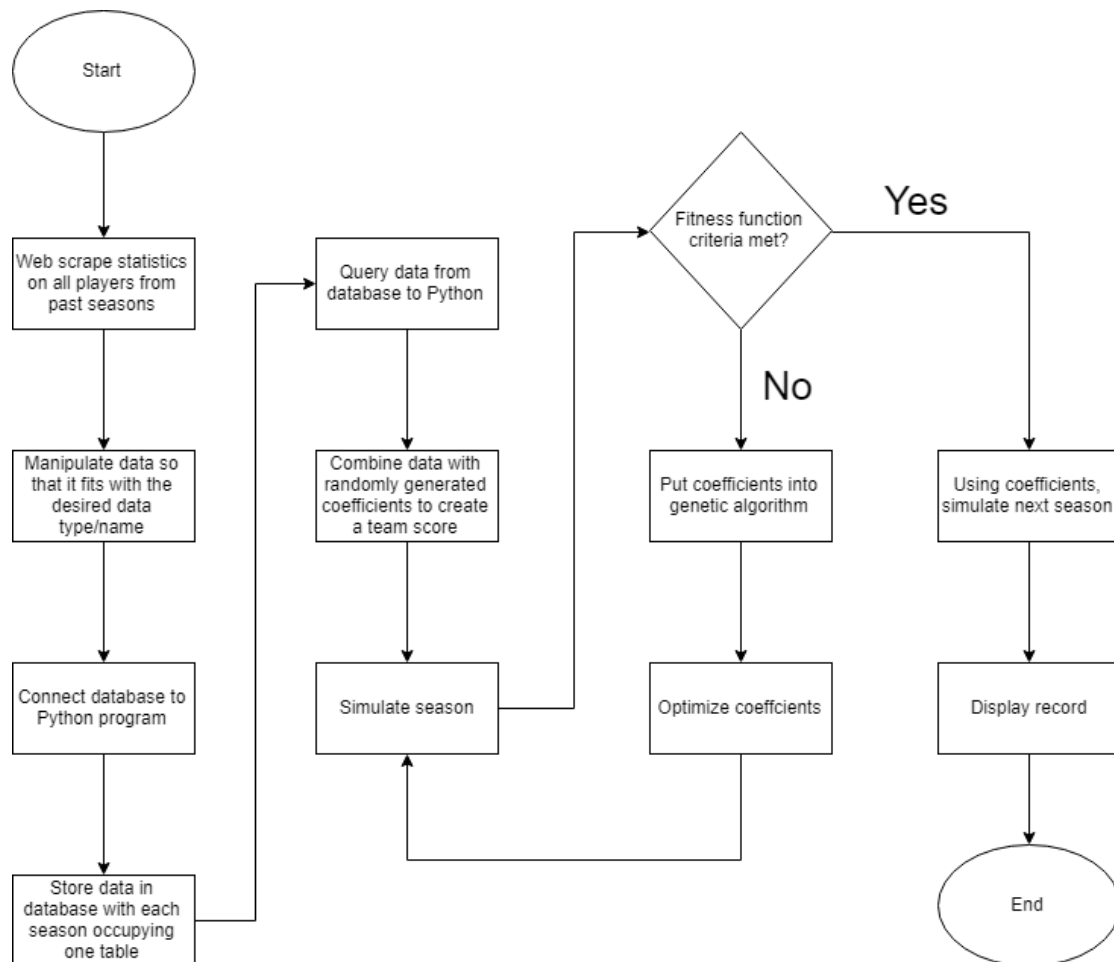 Start
Web scrape statistics
on all players from
past seasons
Manipulate data so
that it fits with the
desired data
type/name
Connect database to
Python program
Store data in
database with each
season occupying
one table
Query data from
database to Python
Combine data with
randomly generated
coefficients to create
a team score
Simulate season
Fitness function
criteria met?
Yes
No
Put coefficients into
genetic algorithm
Optimize coeffcients
Using coefficients,
simulate next season
Display record
End